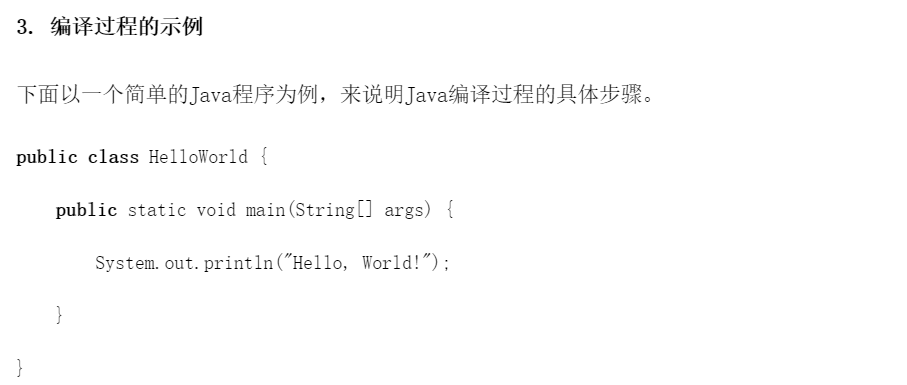 3. 编译过程的示例
下面以一个简单的Java程序为例，来说明Java编译过程的具体步骤。
public class HelloWorld {
    public static void main(String[] args) {
        System.out.println("Hello, World!");
    }
}